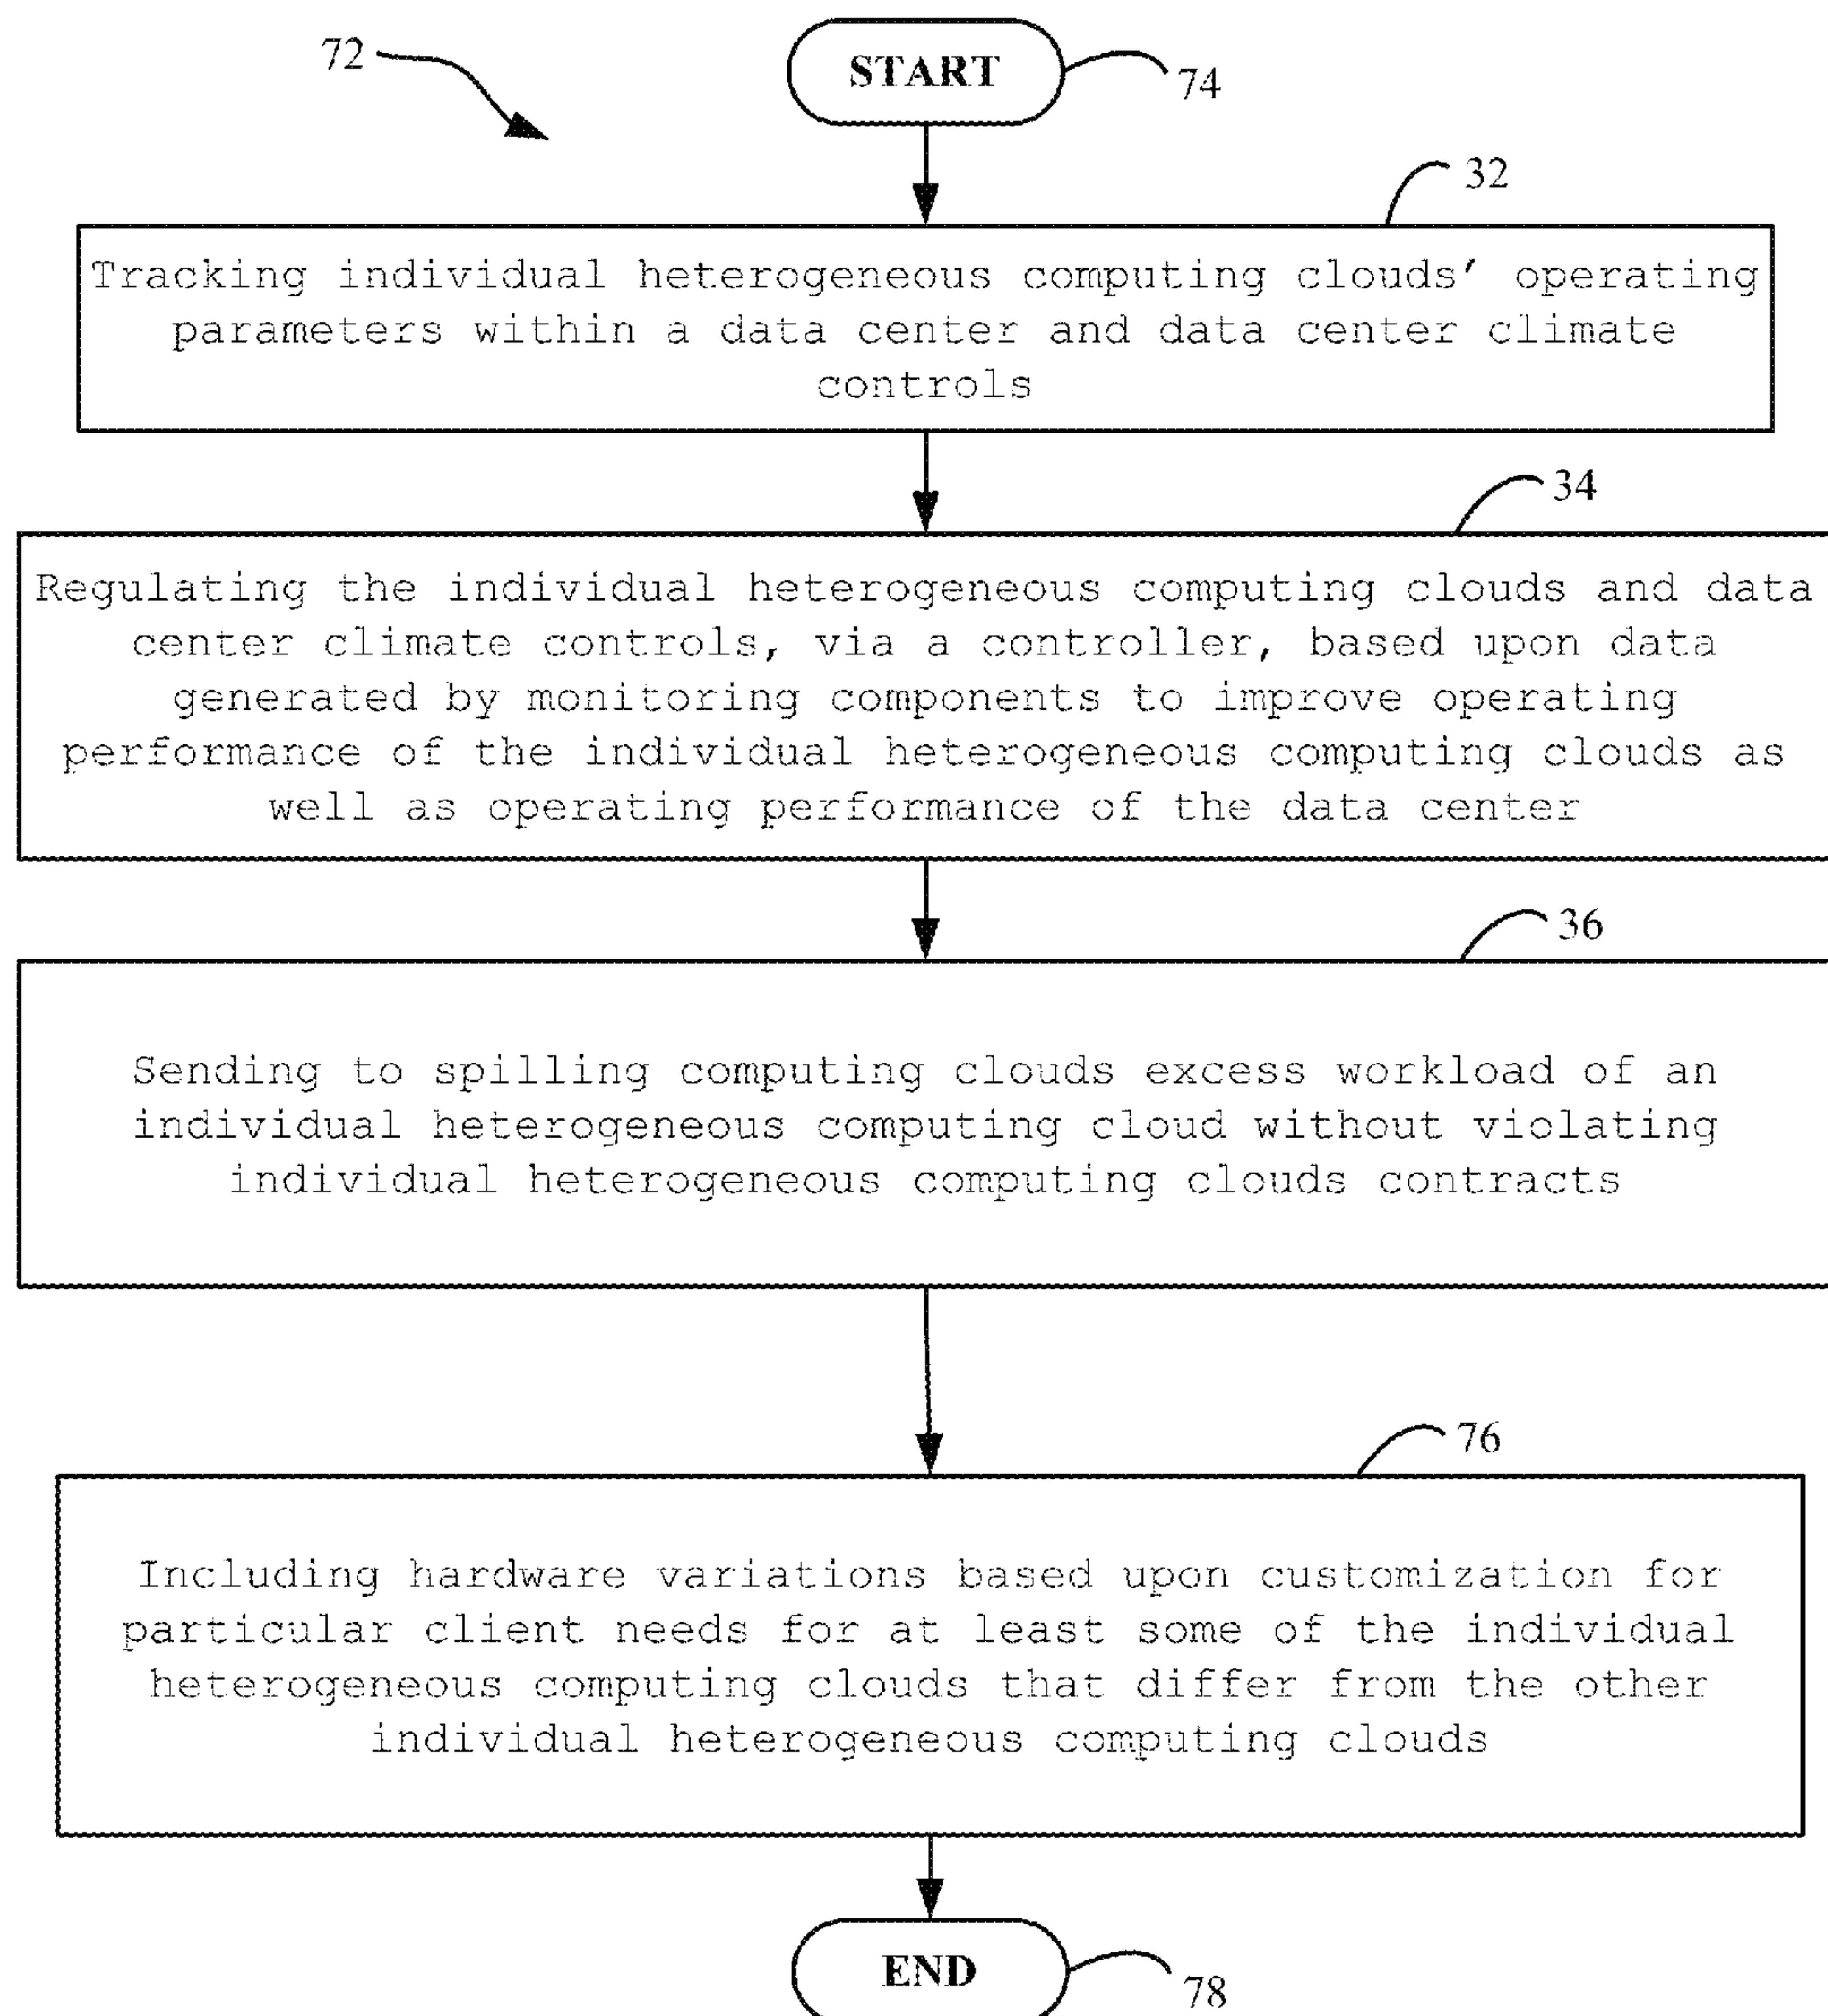 72
START
74
32
Tracking individual heterogeneous computing clouds' operating
parameters within a data center and data center climate
controls
34
Regulating the individual heterogeneous computing clouds and data
center climate controls, via a controller, based upon data
generated by monitoring components to improve operating
performance of the individual heterogeneous computing clouds as
well as operating performance of the data center
36
Sending to spilling computing clouds excess workload of an
individual heterogeneous computing cloud without violating
individual heterogeneous computing clouds contracts
76
Including hardware variations based upon customization for
particular client needs for at least some of the individual
heterogeneous computing clouds that differ from the other
individual heterogeneous computing clouds
END
78